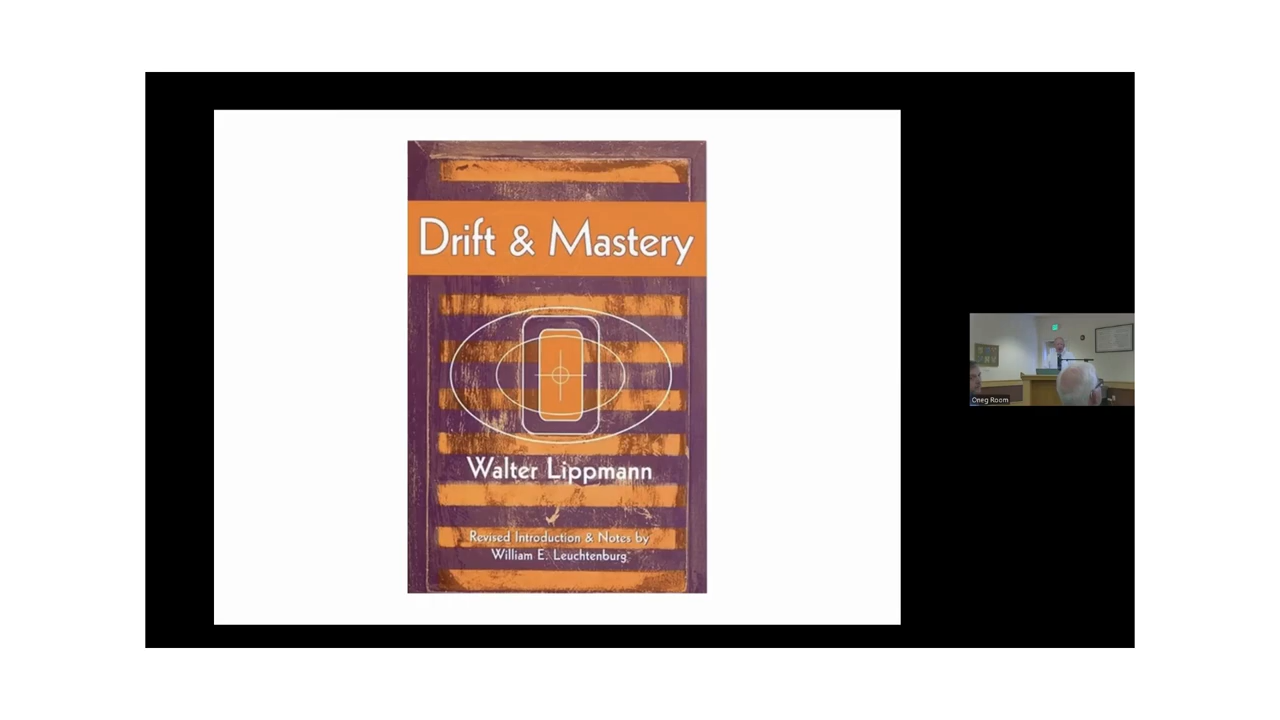 Drift & Mastery
Walter Lippmann
Revised Introduction & Notes by
William E. Leuchtenburg
Oneg Room